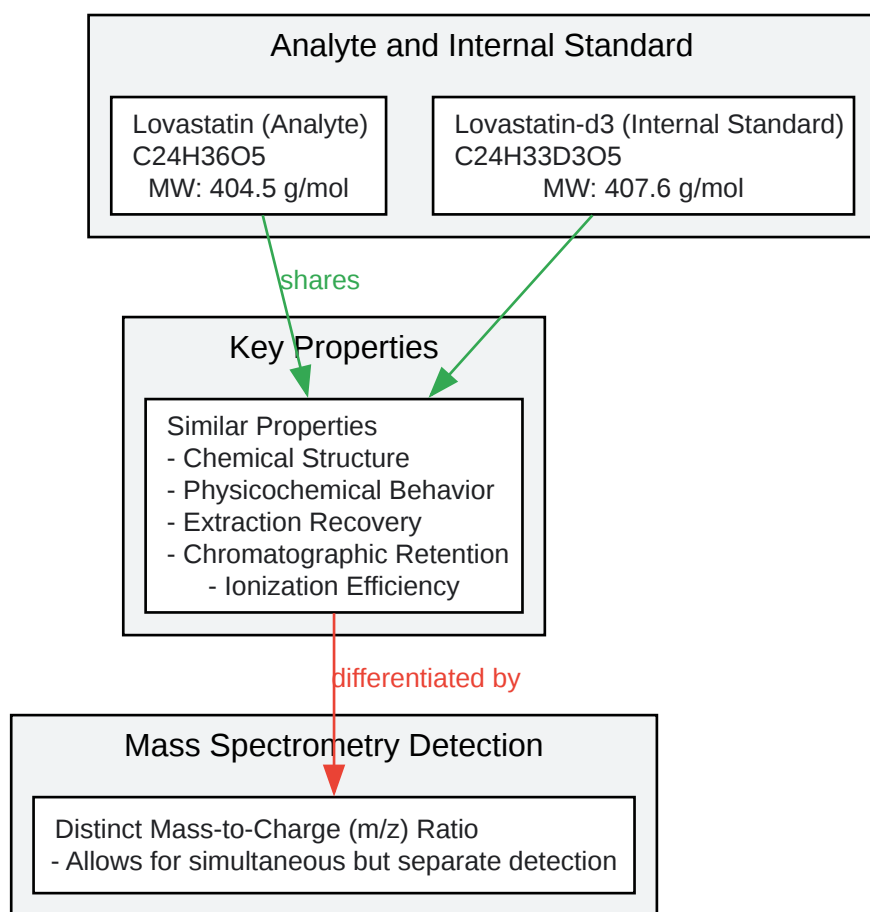 Analyte and Internal Standard
Lovastatin (Analyte)
C24H36O5
MW: 404.5 g/mol
Lovastatin-d3 (Internal Standard)
C24H33D3O5
MW: 407.6 g/mol
shares
Key Properties
Similar Properties
- Chemical Structure
- Physicochemical Behavior
- Extraction Recovery
- Chromatographic Retention
- Ionization Efficiency
differentiated by
Mass Spectrometry Detection
Distinct Mass-to-Charge (m/z) Ratio
- Allows for simultaneous but separate detection